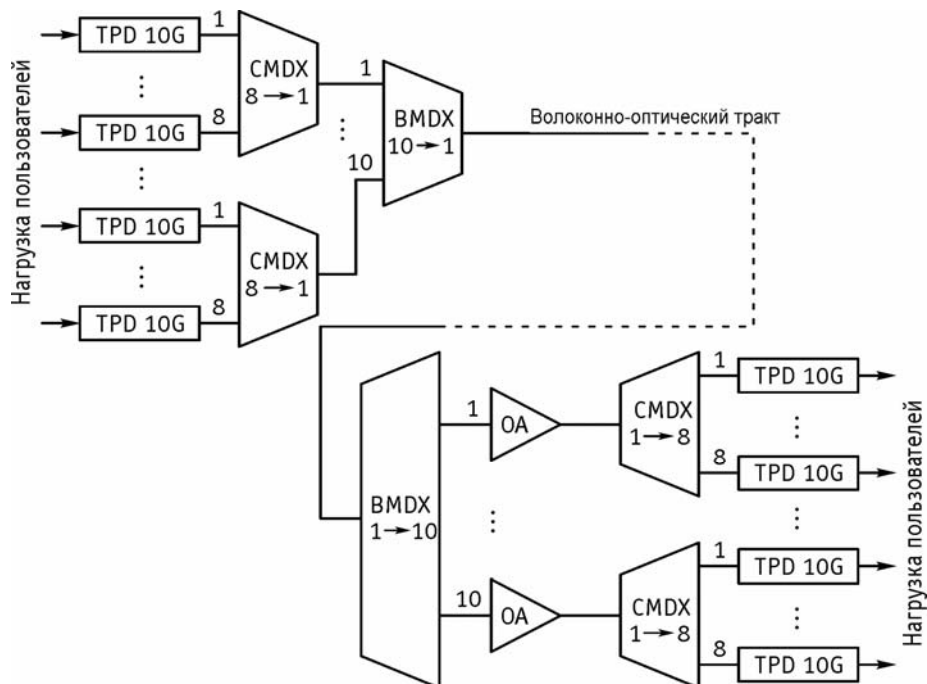 Нагрузка пользователей
TPD 10G
1
⋮
TPD 10G
8
CMDX
8→1
⋮
TPD 10G
1
⋮
TPD 10G
8
CMDX
8→1
1
⋮
10
BMDX
10→1
Волоконно-оптический тракт
BMDX
1→10
1
OA
⋮
10
OA
CMDX
1→8
1
TPD 10G
⋮
8
TPD 10G
⋮
CMDX
1→8
1
TPD 10G
⋮
8
TPD 10G
Нагрузка пользователей